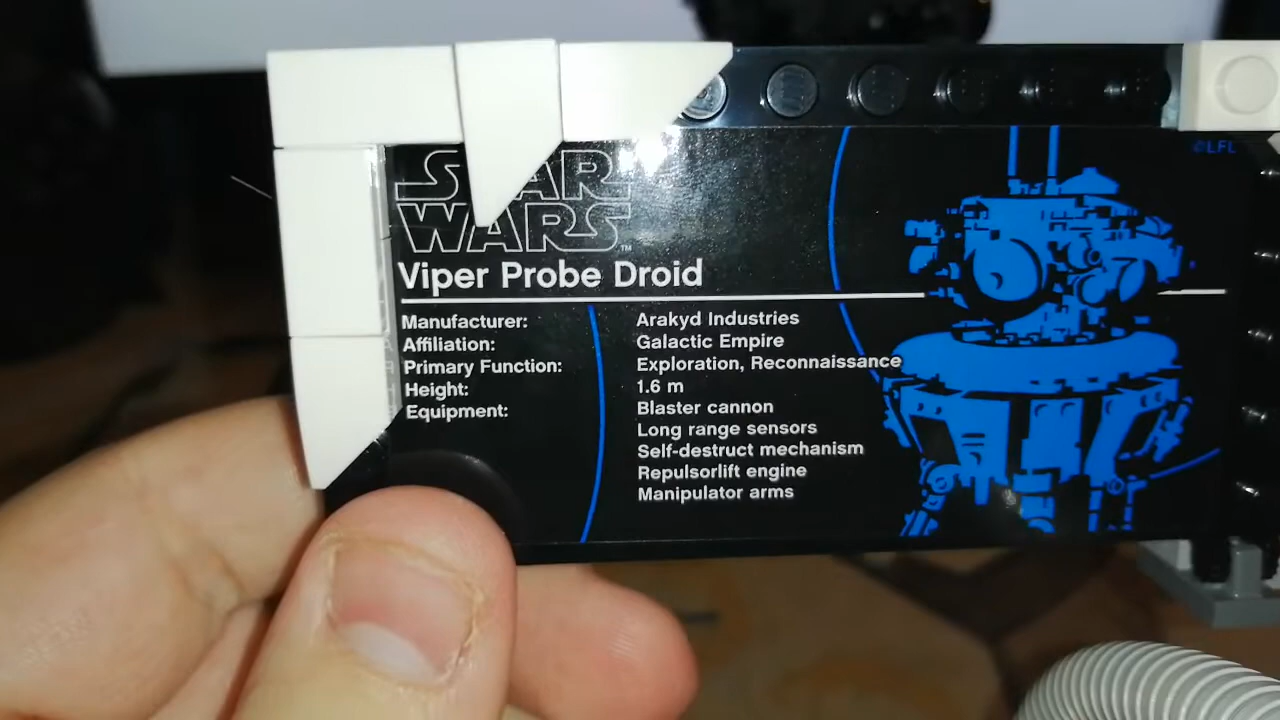 STAR
WARS™
©LFL
Viper Probe Droid
Manufacturer: Arakyd Industries
Affiliation: Galactic Empire
Primary Function: Exploration, Reconnaissance
Height: 1.6 m
Equipment: Blaster cannon
Long range sensors
Self-destruct mechanism
Repulsorlift engine
Manipulator arms